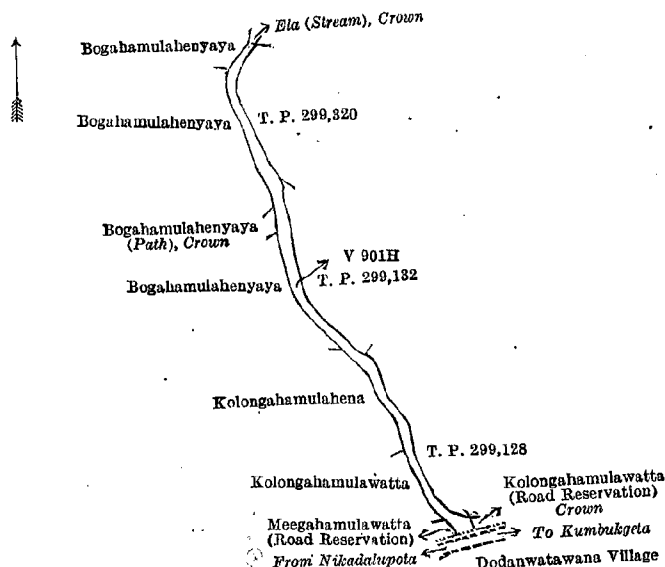 Ela (Stream), Crown
Bogahamulahenyaya
Bogahamulahenyaya
T. P. 299,320
Bogahamulahenyaya
(Path), Crown
V 901H
T. P. 299,132
Bogahamulahenyaya
Kolongahamulahena
T. P. 299,128
Kolongahamulawatta
Kolongahamulawatta
(Road Reservation)
Crown
Meegahamulawatta
(Road Reservation)
To Kumbukgeta
From Nikadalupota
Dodanwatawana Village